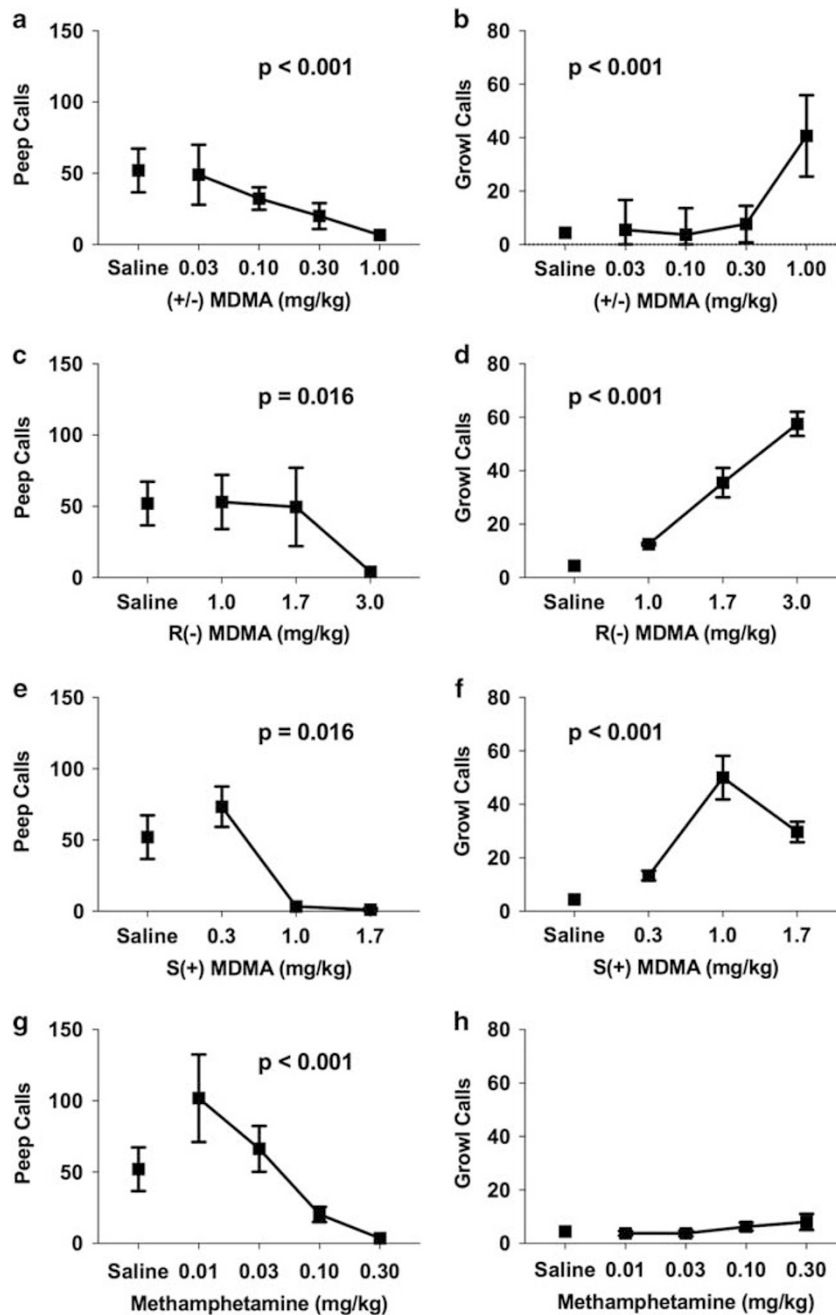 a
p < 0.001
Peep Calls
150
100
50
0
Saline 0.03 0.10 0.30 1.00
(+/-) MDMA (mg/kg)
b
p < 0.001
Growl Calls
80
60
40
20
0
Saline 0.03 0.10 0.30 1.00
(+/-) MDMA (mg/kg)
c
p = 0.016
Peep Calls
150
100
50
0
Saline 1.0 1.7 3.0
R(-) MDMA (mg/kg)
d
p < 0.001
Growl Calls
80
60
40
20
0
Saline 1.0 1.7 3.0
R(-) MDMA (mg/kg)
e
p = 0.016
Peep Calls
150
100
50
0
Saline 0.3 1.0 1.7
S(+) MDMA (mg/kg)
f
p < 0.001
Growl Calls
80
60
40
20
0
Saline 0.3 1.0 1.7
S(+) MDMA (mg/kg)
g
p < 0.001
Peep Calls
150
100
50
0
Saline 0.01 0.03 0.10 0.30
Methamphetamine (mg/kg)
h
Growl Calls
80
60
40
20
0
Saline 0.01 0.03 0.10 0.30
Methamphetamine (mg/kg)